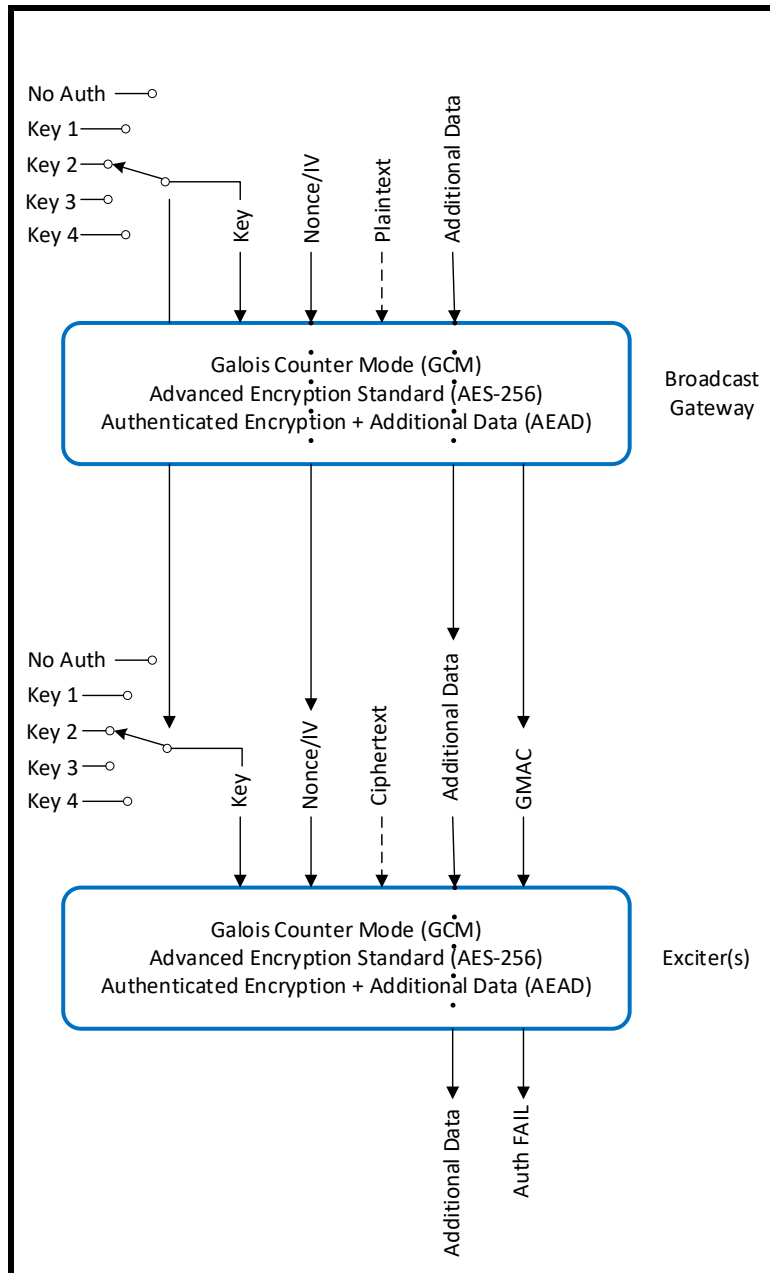 No Auth
Key 1
Key 2
Key 3
Key 4
Key
Nonce/IV
Plaintext
Additional Data
Galois Counter Mode (GCM)
Advanced Encryption Standard (AES-256)
Authenticated Encryption + Additional Data (AEAD)
Broadcast
Gateway
No Auth
Key 1
Key 2
Key 3
Key 4
Key
Nonce/IV
Ciphertext
Additional Data
GMAC
Galois Counter Mode (GCM)
Advanced Encryption Standard (AES-256)
Authenticated Encryption + Additional Data (AEAD)
Exciter(s)
Additional Data
Auth FAIL